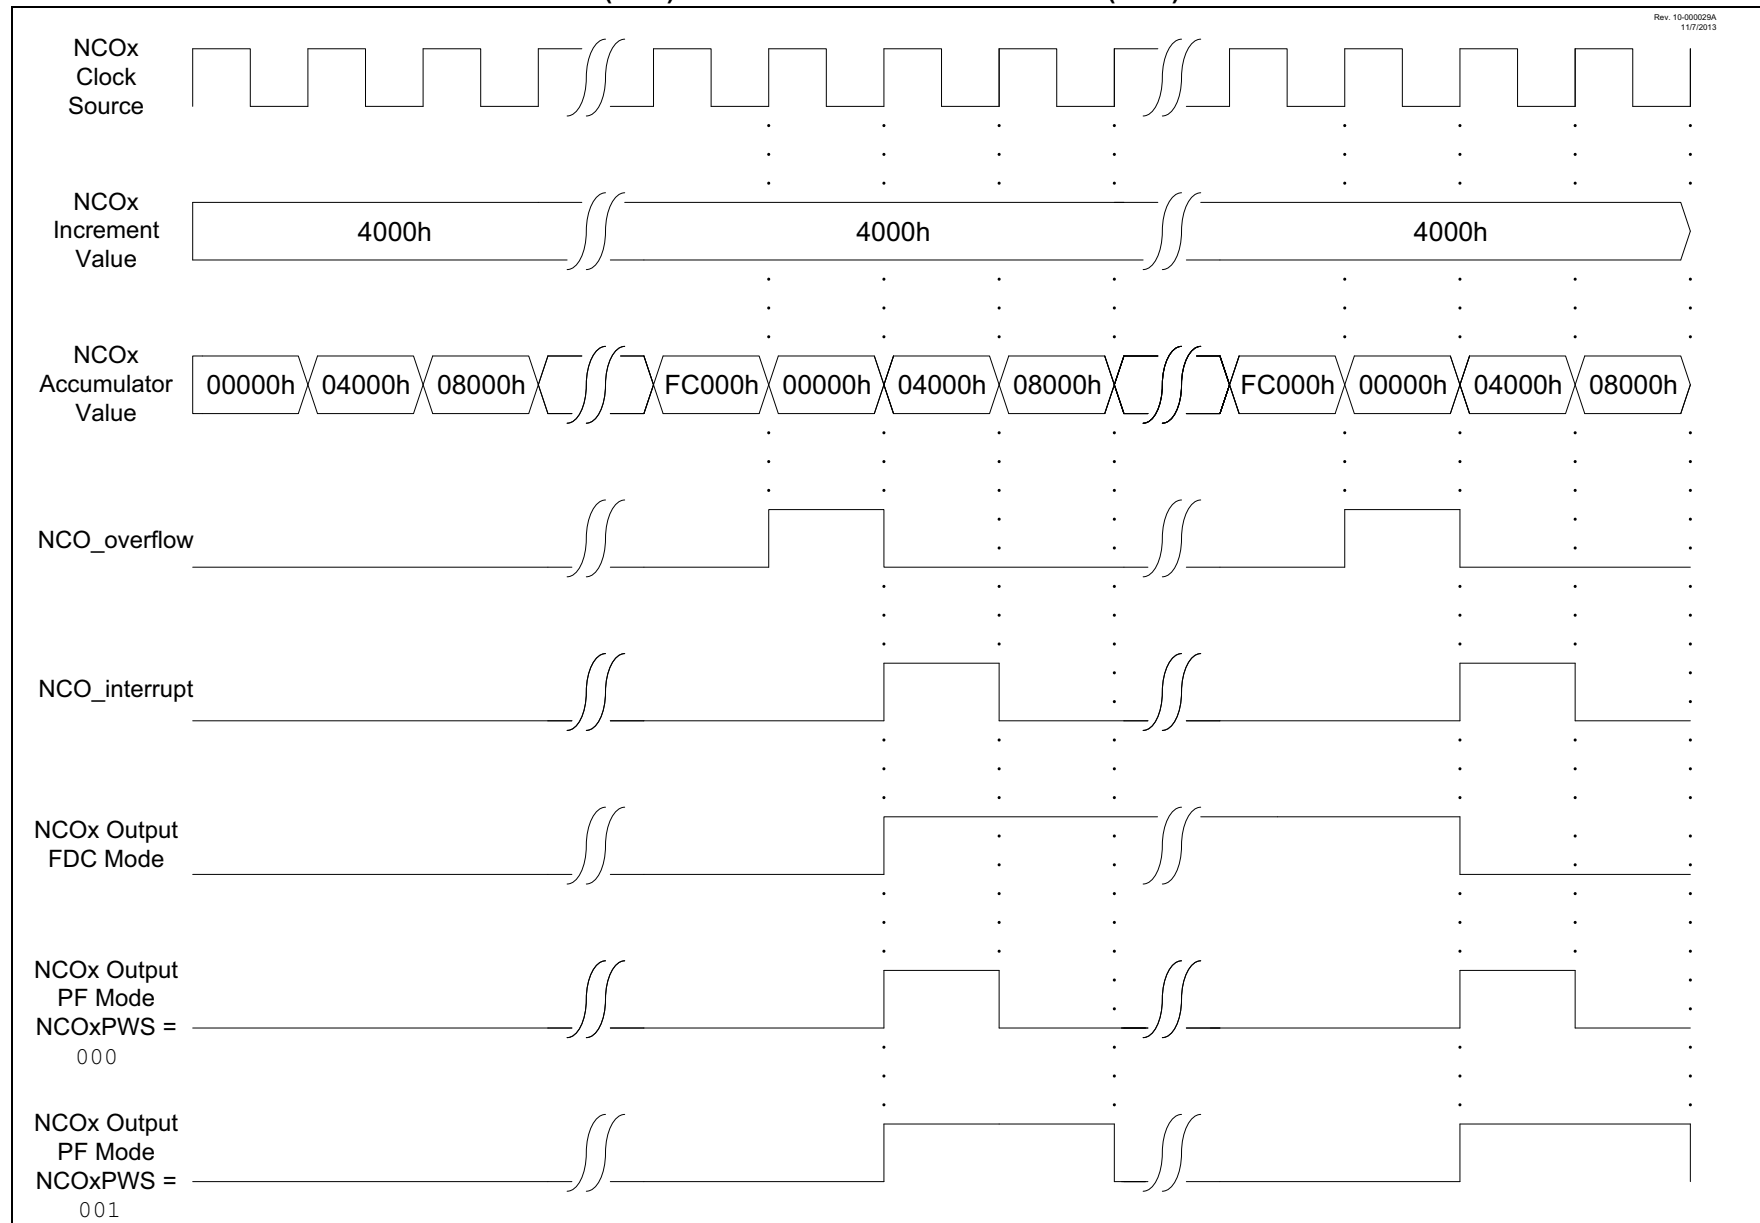 Rev. 10-000029A
11/7/2013
NCOx
Clock
Source
NCOx
Increment
Value
4000h
4000h
4000h
NCOx
Accumulator
Value
00000h
04000h
08000h
FC000h
00000h
04000h
08000h
FC000h
00000h
04000h
08000h
NCO_overflow
NCO_interrupt
NCOx Output
FDC Mode
NCOx Output
PF Mode
NCOxPWS =
000
NCOx Output
PF Mode
NCOxPWS =
001